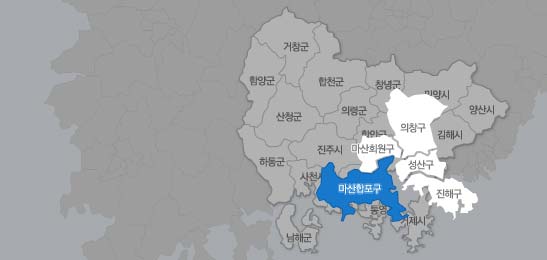 거창군
함양군
합천군
창녕군
밀양시
산청군
의령군
의창구
양산시
김해시
함안군
진주시
마산회원구
하동군
성산구
사천시
마산합포구
진해구
통영
거제시
남해군